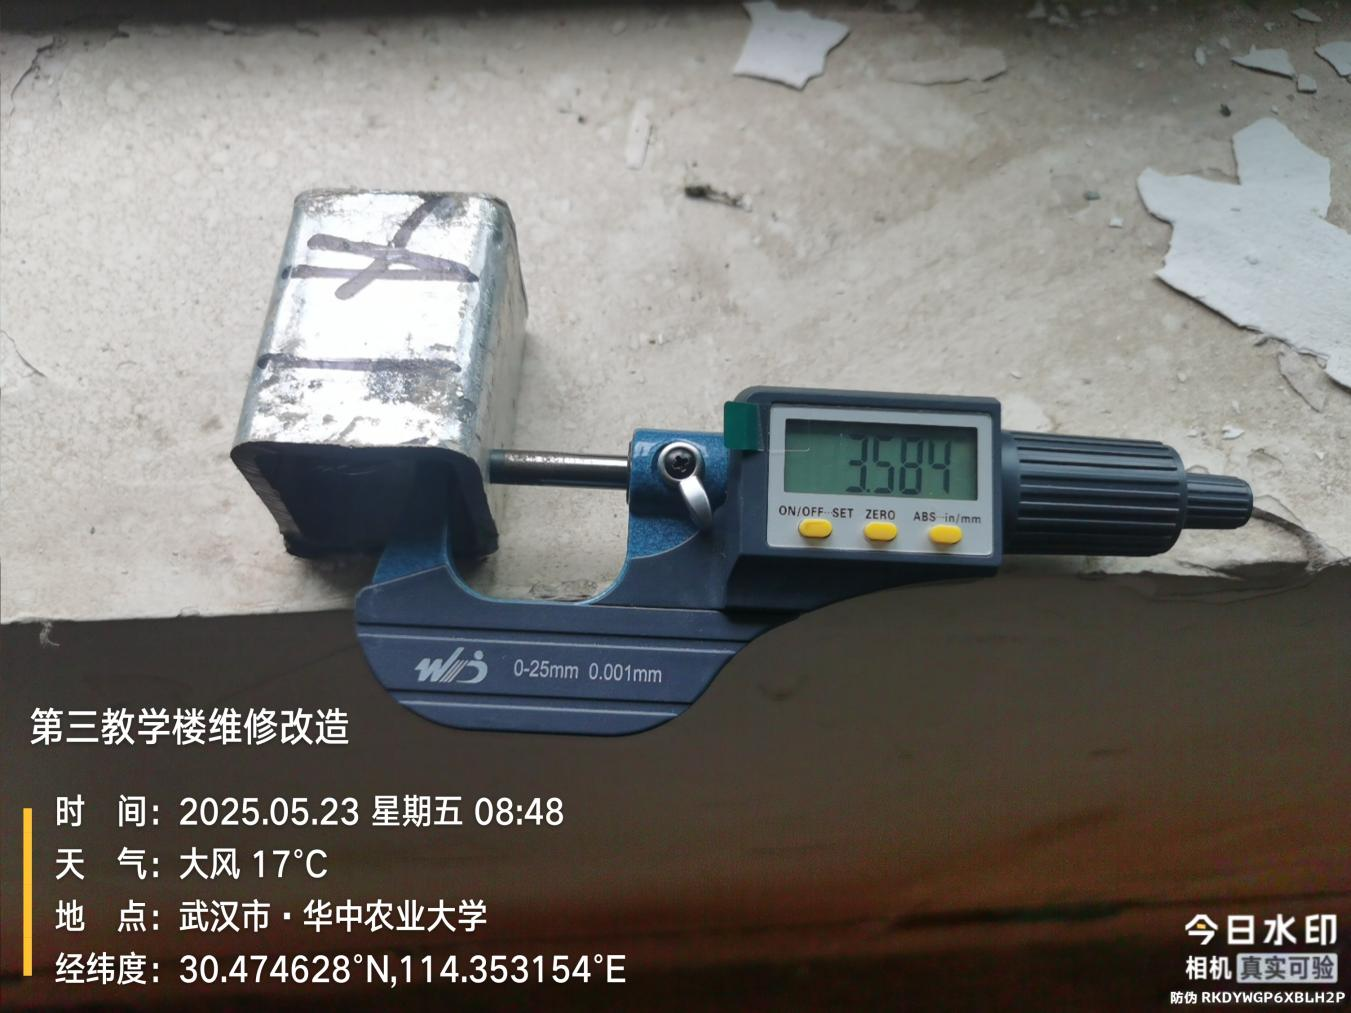 3.584
ON/OFF SET ZERO ABS in/mm
0-25mm 0.001mm
第三教学楼维修改造
时 间：2025.05.23 星期五 08:48
天 气：大风 17°C
地 点：武汉市·华中农业大学
经纬度：30.474628°N,114.353154°E
今日水印
相机 真实可验
防伪 RKDYWGP6XBLH2P